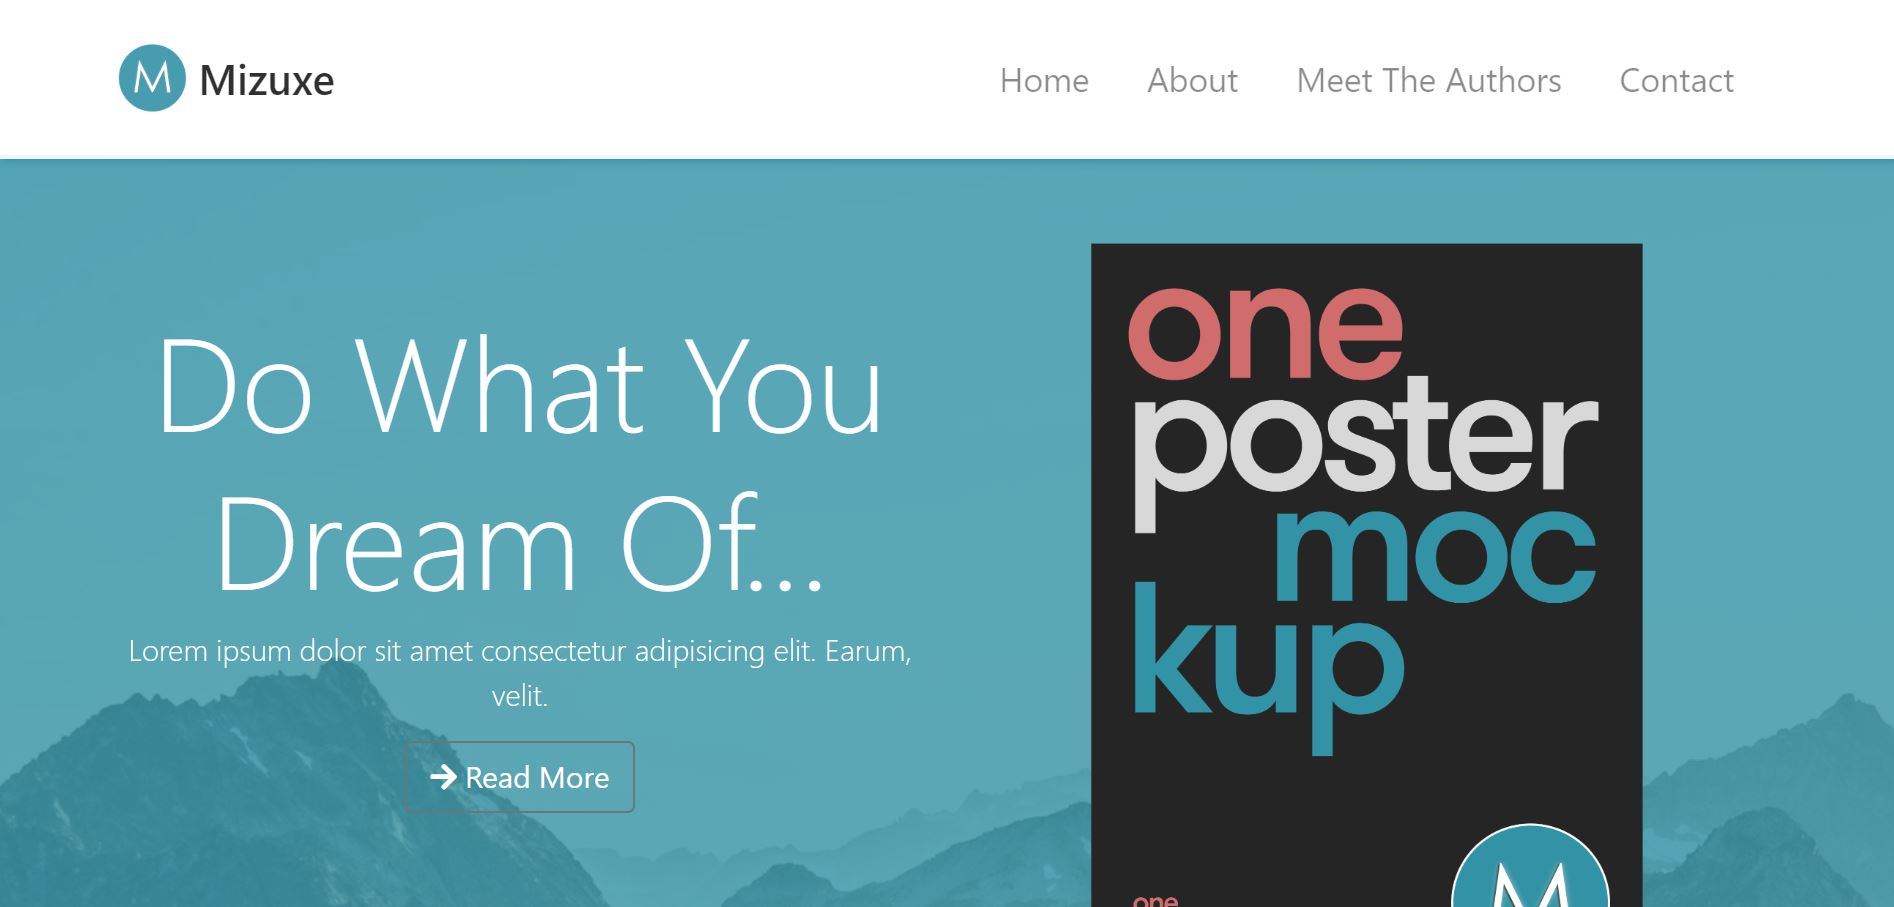 M Mizuxe
Home About Meet The Authors Contact
Do What You
Dream Of...
Lorem ipsum dolor sit amet consectetur adipisicing elit. Earum,
velit.
Read More
one
poster
moc
kup
one
M